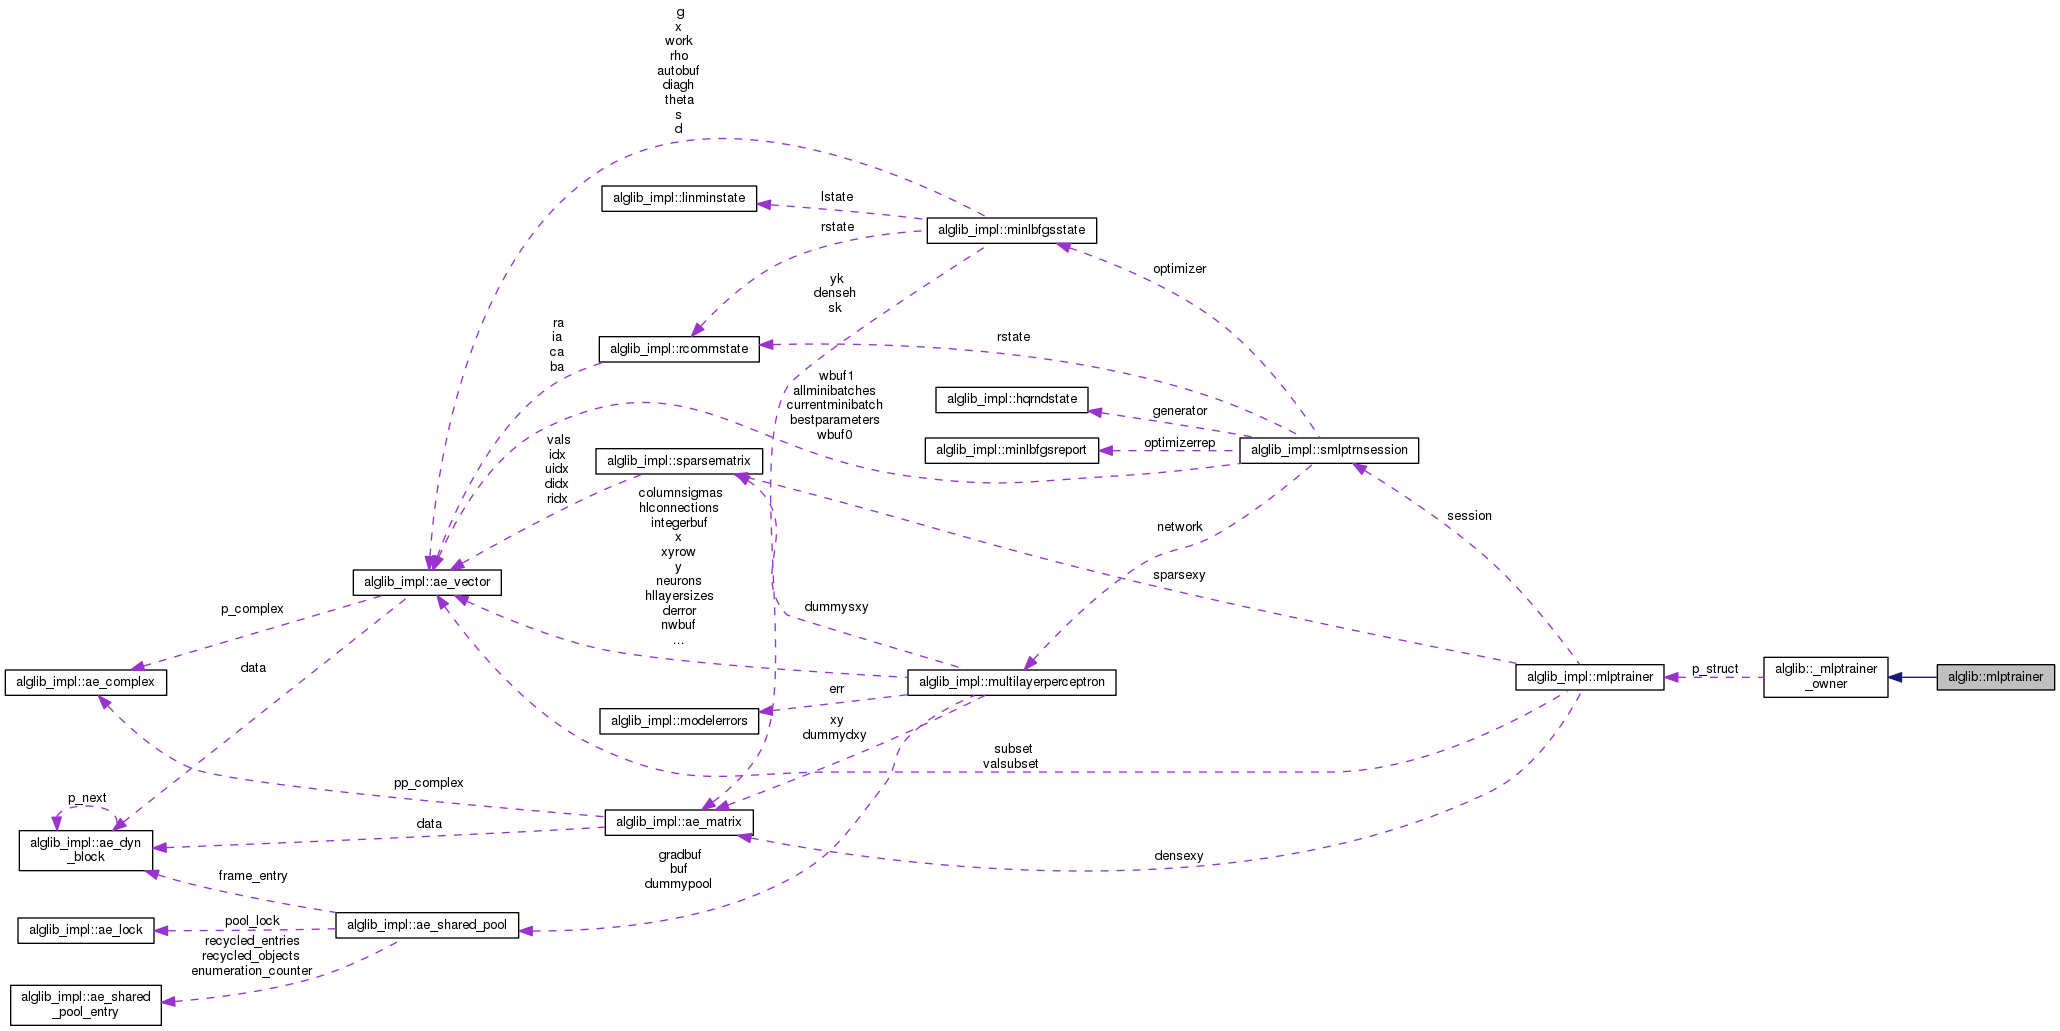 g
x
work
rho
autobuf
diagh
theta
s
d
alglib_impl::linminstate
lstate
alglib_impl::minlbfgsstate
rstate
optimizer
yk
denseh
sk
ra
ia
ca
ba
alglib_impl::rcommstate
rstate
wbuf1
allminibatches
currentminibatch
bestparameters
wbuf0
alglib_impl::hqrndstate
generator
alglib_impl::minlbfgsreport
optimizerrep
alglib_impl::smlptrnsession
vals
idx
uidx
didx
ridx
alglib_impl::sparsematrix
columnsigmas
hlconnections
integerbuf
x
xyrow
y
neurons
hllayersizes
derror
nwbuf
...
session
network
sparsexy
alglib_impl::ae_vector
p_complex
dummysxy
data
alglib_impl::ae_complex
alglib_impl::multilayerperceptron
alglib_impl::mlptrainer
p_struct
alglib::_mlptrainer
_owner
alglib::mlptrainer
err
alglib_impl::modelerrors
xy
dummydxy
subset
valsubset
pp_complex
p_next
data
alglib_impl::ae_matrix
alglib_impl::ae_dyn
_block
gradbuf
buf
dummypool
densexy
frame_entry
pool_lock
alglib_impl::ae_lock
alglib_impl::ae_shared_pool
recycled_entries
recycled_objects
enumeration_counter
alglib_impl::ae_shared
_pool_entry